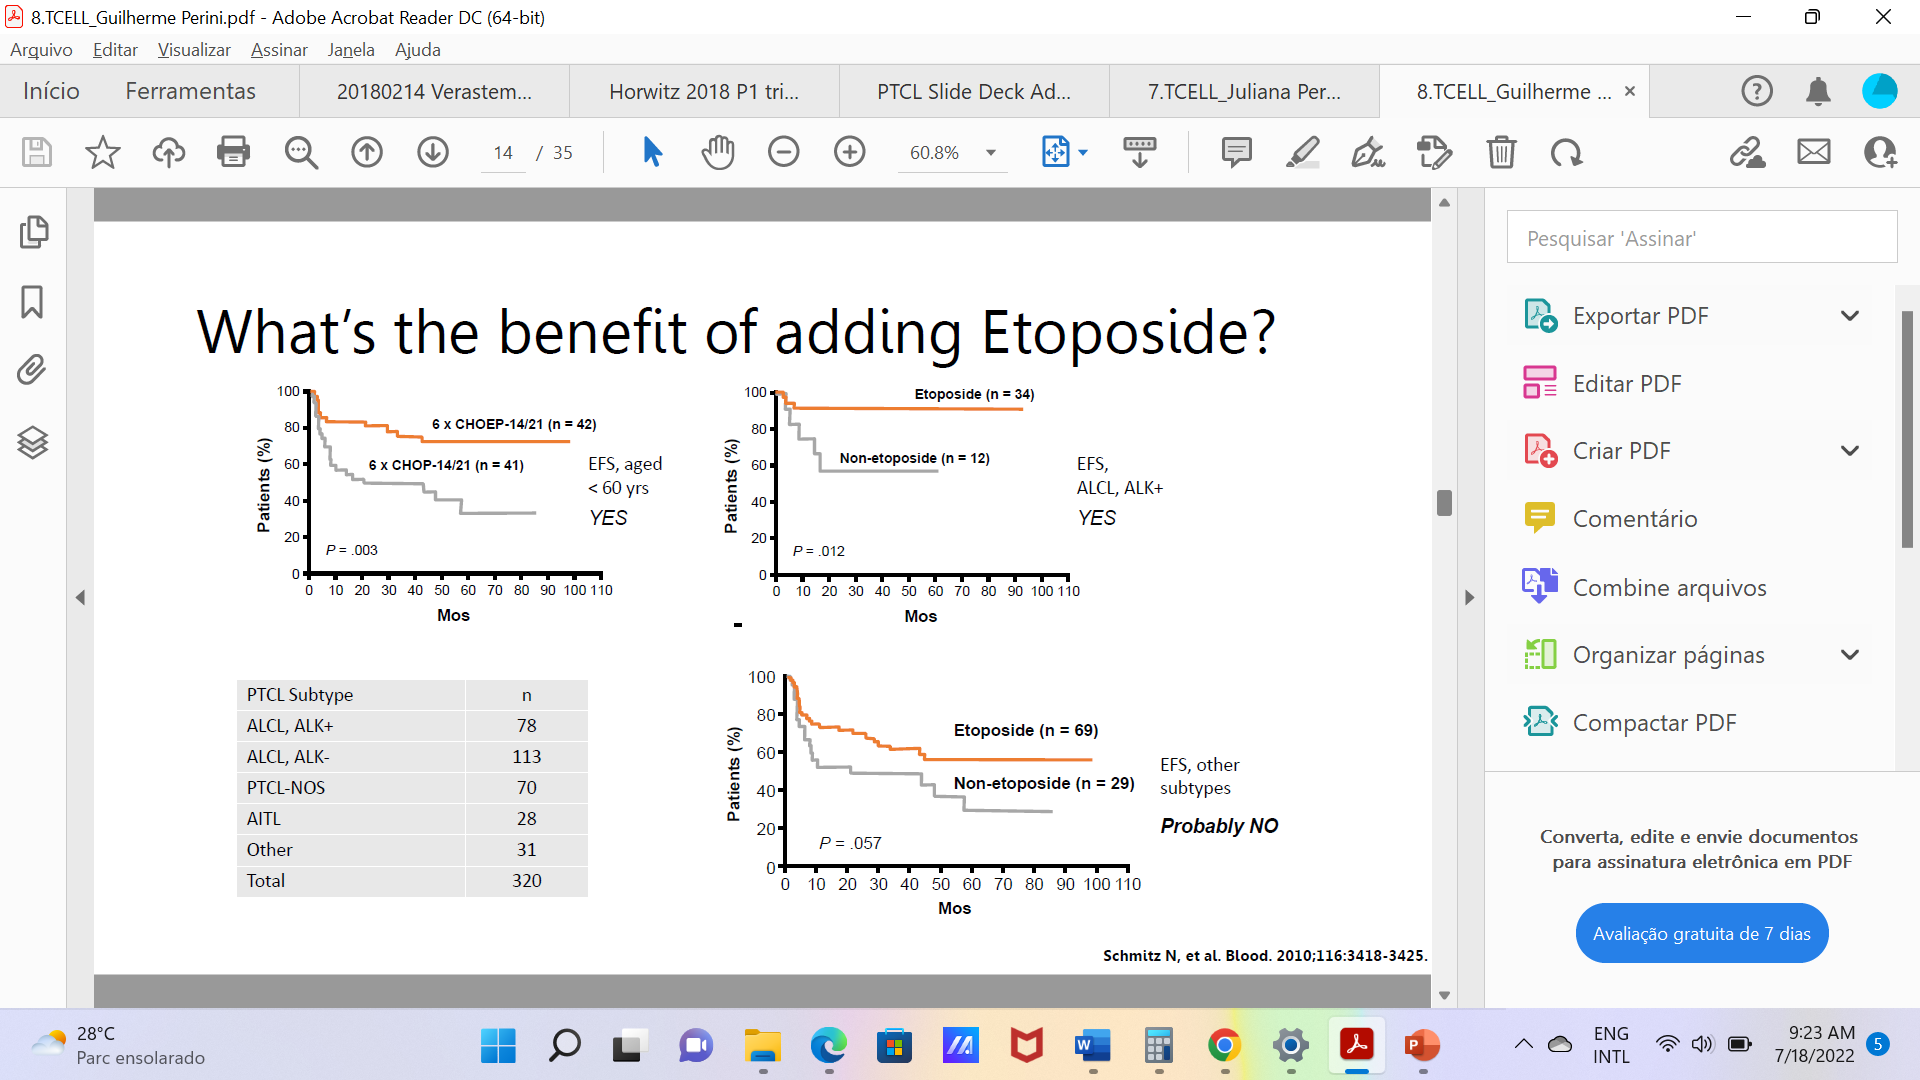 8.TCELL_Guilherme Perini.pdf - Adobe Acrobat Reader DC (64-bit)
Arquivo Editar Visualizar Assinar Janela Ajuda
Início Ferramentas 20180214 Verastem... Horwitz 2018 P1 tri... PTCL Slide Deck Ad... 7.TCELL_Juliana Per... 8.TCELL_Guilherme ... ×
14 / 35 60.8%
What's the benefit of adding Etoposide?
100
80
60
40
20
0
Patients (%)
6 x CHOEP-14/21 (n = 42)
6 x CHOP-14/21 (n = 41)
P = .003
0 10 20 30 40 50 60 70 80 90 100 110
Mos
EFS, aged
< 60 yrs
YES
100
80
60
40
20
0
Patients (%)
Etoposide (n = 34)
Non-etoposide (n = 12)
P = .012
0 10 20 30 40 50 60 70 80 90 100 110
Mos
EFS,
ALCL, ALK+
YES
PTCL Subtype n
ALCL, ALK+ 78
ALCL, ALK- 113
PTCL-NOS 70
AITL 28
Other 31
Total 320
100
80
60
40
20
0
Patients (%)
Etoposide (n = 69)
Non-etoposide (n = 29)
P = .057
0 10 20 30 40 50 60 70 80 90 100 110
Mos
EFS, other
subtypes
Probably NO
Schmitz N, et al. Blood. 2010;116:3418-3425.
Pesquisar 'Assinar'
Exportar PDF
Editar PDF
Criar PDF
Comentário
Combine arquivos
Organizar páginas
Compactar PDF
Converta, edite e envie documentos
para assinatura eletrônica em PDF
Avaliação gratuita de 7 dias
28°C
Parc ensolarado
ENG
INTL
9:23 AM
7/18/2022
5